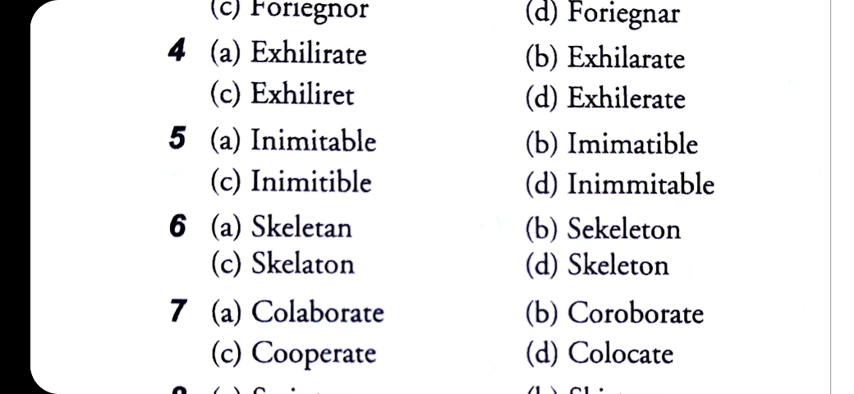 (c) Foriegnor (d) Foriegnar
4 (a) Exhilirate (b) Exhilarate
(c) Exhiliret (d) Exhilerate
5 (a) Inimitable (b) Imimatible
(c) Inimitible (d) Inimmitable
6 (a) Skeletan (b) Sekeleton
(c) Skelaton (d) Skeleton
7 (a) Colaborate (b) Coroborate
(c) Cooperate (d) Colocate